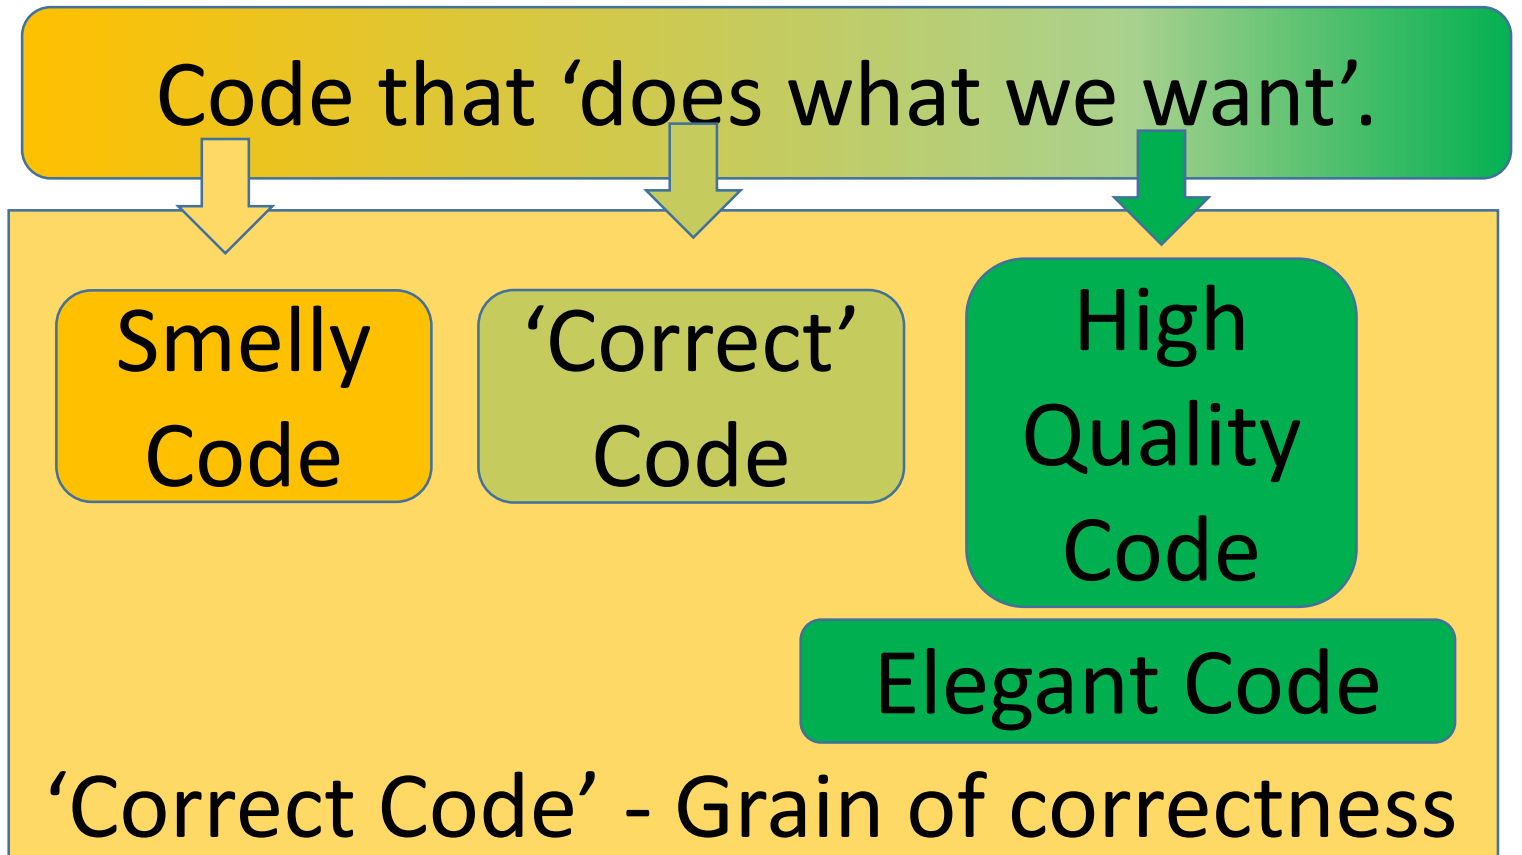 Code that ‘does what we want’.
Smelly
Code
‘Correct’
Code
High
Quality
Code
Elegant Code
‘Correct Code’ - Grain of correctness